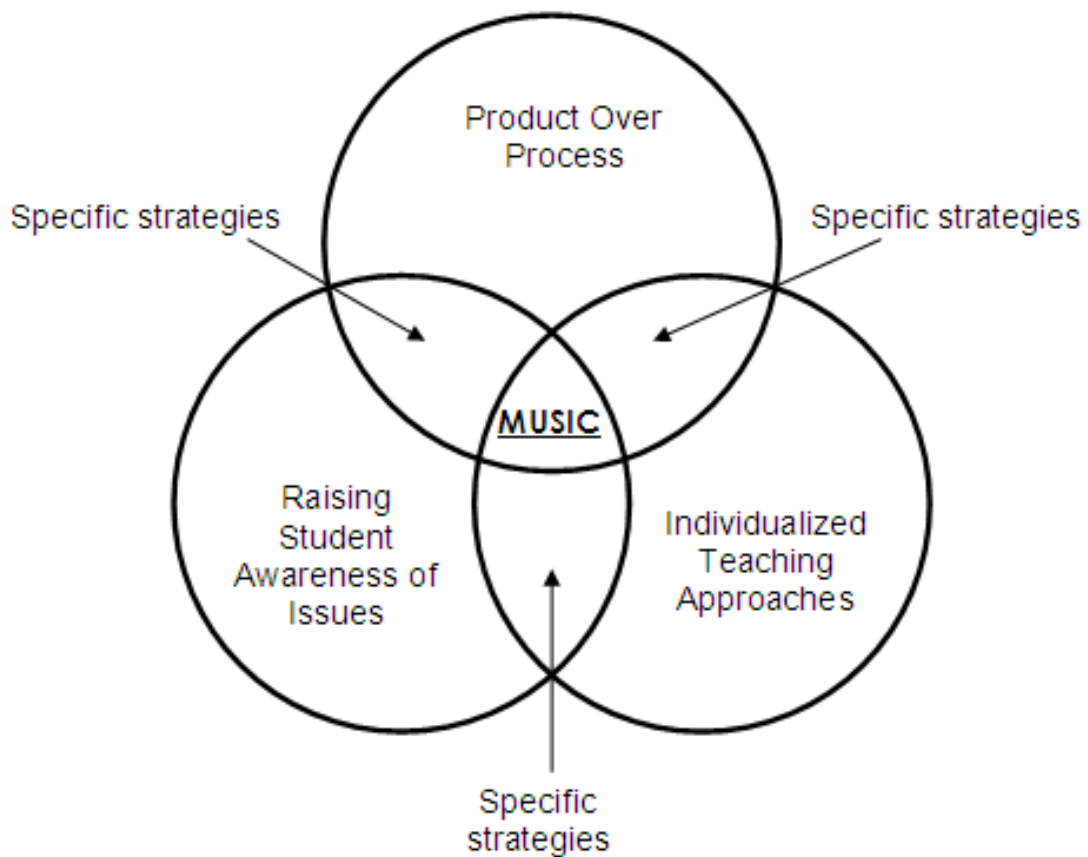 Product Over
Process
Specific strategies
Specific strategies
MUSIC
Raising
Student
Awareness of
Issues
Individualized
Teaching
Approaches
Specific
strategies